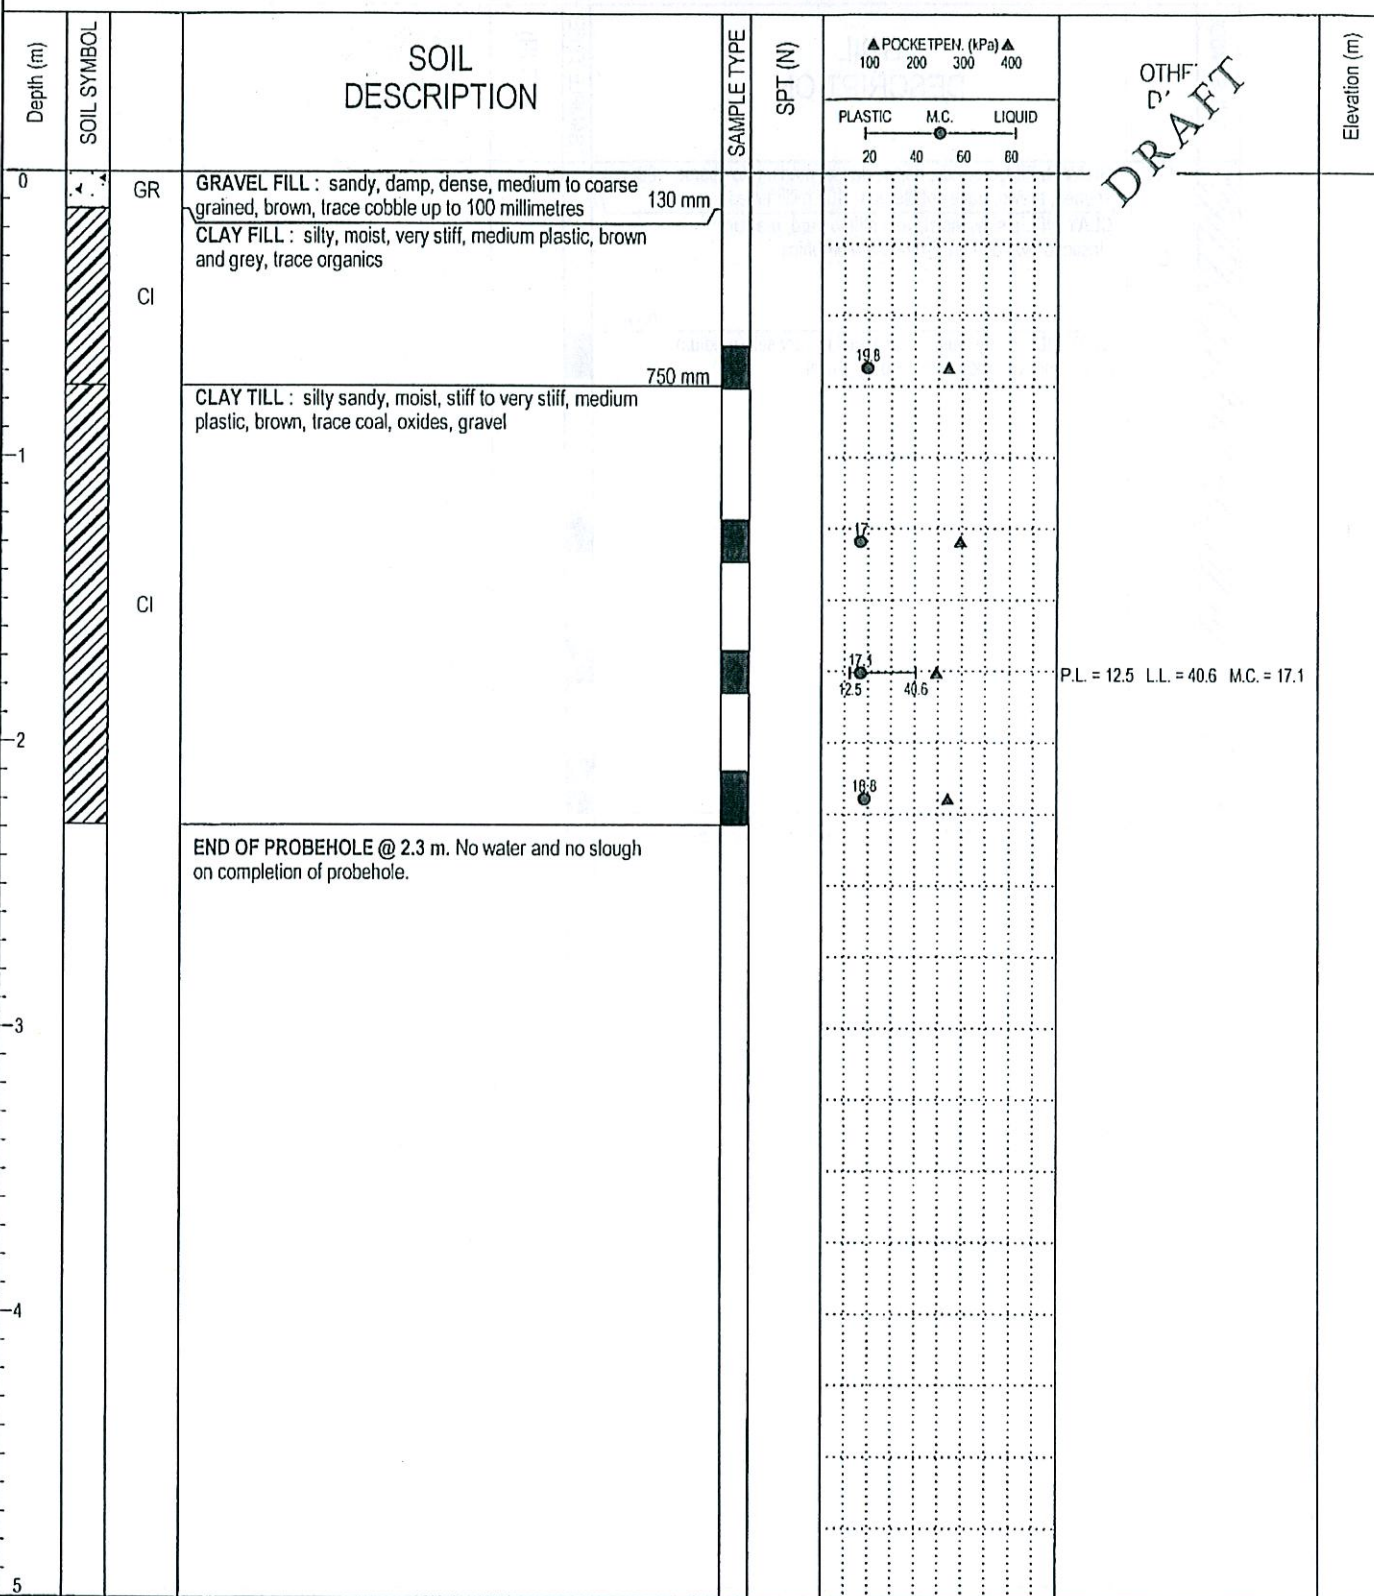 Depth (m)
SOIL SYMBOL
SOIL
DESCRIPTION
SAMPLE TYPE
SPT (N)
▲ POCKETPEN. (kPa) ▲
100 200 300 400
PLASTIC M.C. LIQUID
20 40 60 80
DRAFT
Elevation (m)
0
GR
GRAVEL FILL : sandy, damp, dense, medium to coarse
grained, brown, trace cobble up to 100 millimetres
130 mm
CLAY FILL : silty, moist, very stiff, medium plastic, brown
and grey, trace organics
CI
19.8
750 mm
CLAY TILL : silty sandy, moist, stiff to very stiff, medium
plastic, brown, trace coal, oxides, gravel
1
17
CI
17.1
12.5 40.6
P.L. = 12.5 L.L. = 40.6 M.C. = 17.1
2
18.8
END OF PROBEHOLE @ 2.3 m. No water and no slough
on completion of probehole.
3
4
5